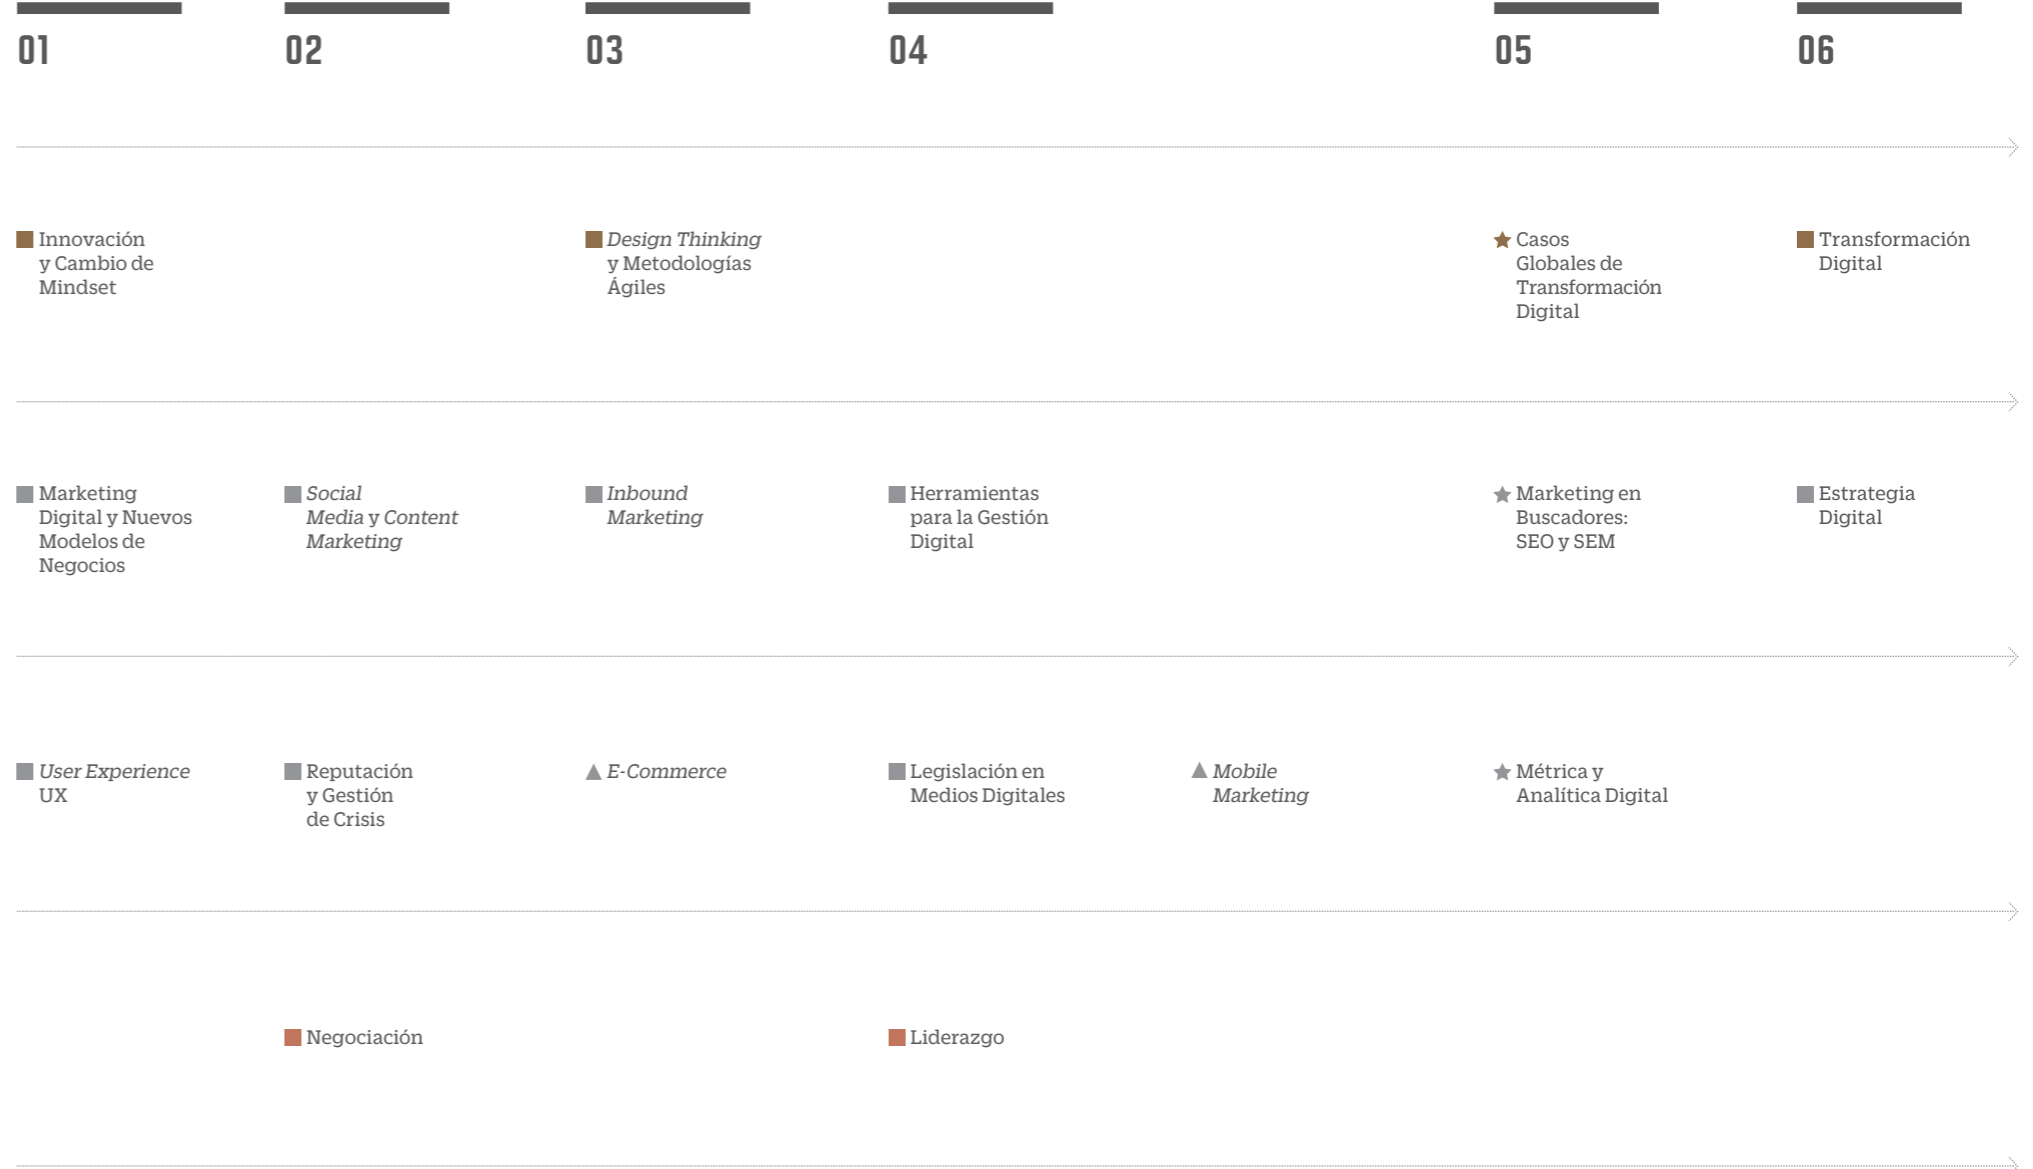 01
02
03
04
05
06
Innovación
y Cambio de
Mindset
Design Thinking
y Metodologías
Ágiles
Casos
Globales de
Transformación
Digital
Transformación
Digital
Marketing
Digital y Nuevos
Modelos de
Negocios
Social
Media y Content
Marketing
Inbound
Marketing
Herramientas
para la Gestión
Digital
Marketing en
Buscadores:
SEO y SEM
Estrategia
Digital
User Experience
UX
Reputación
y Gestión
de Crisis
E-Commerce
Legislación en
Medios Digitales
Mobile
Marketing
Métrica y
Analítica Digital
Negociación
Liderazgo